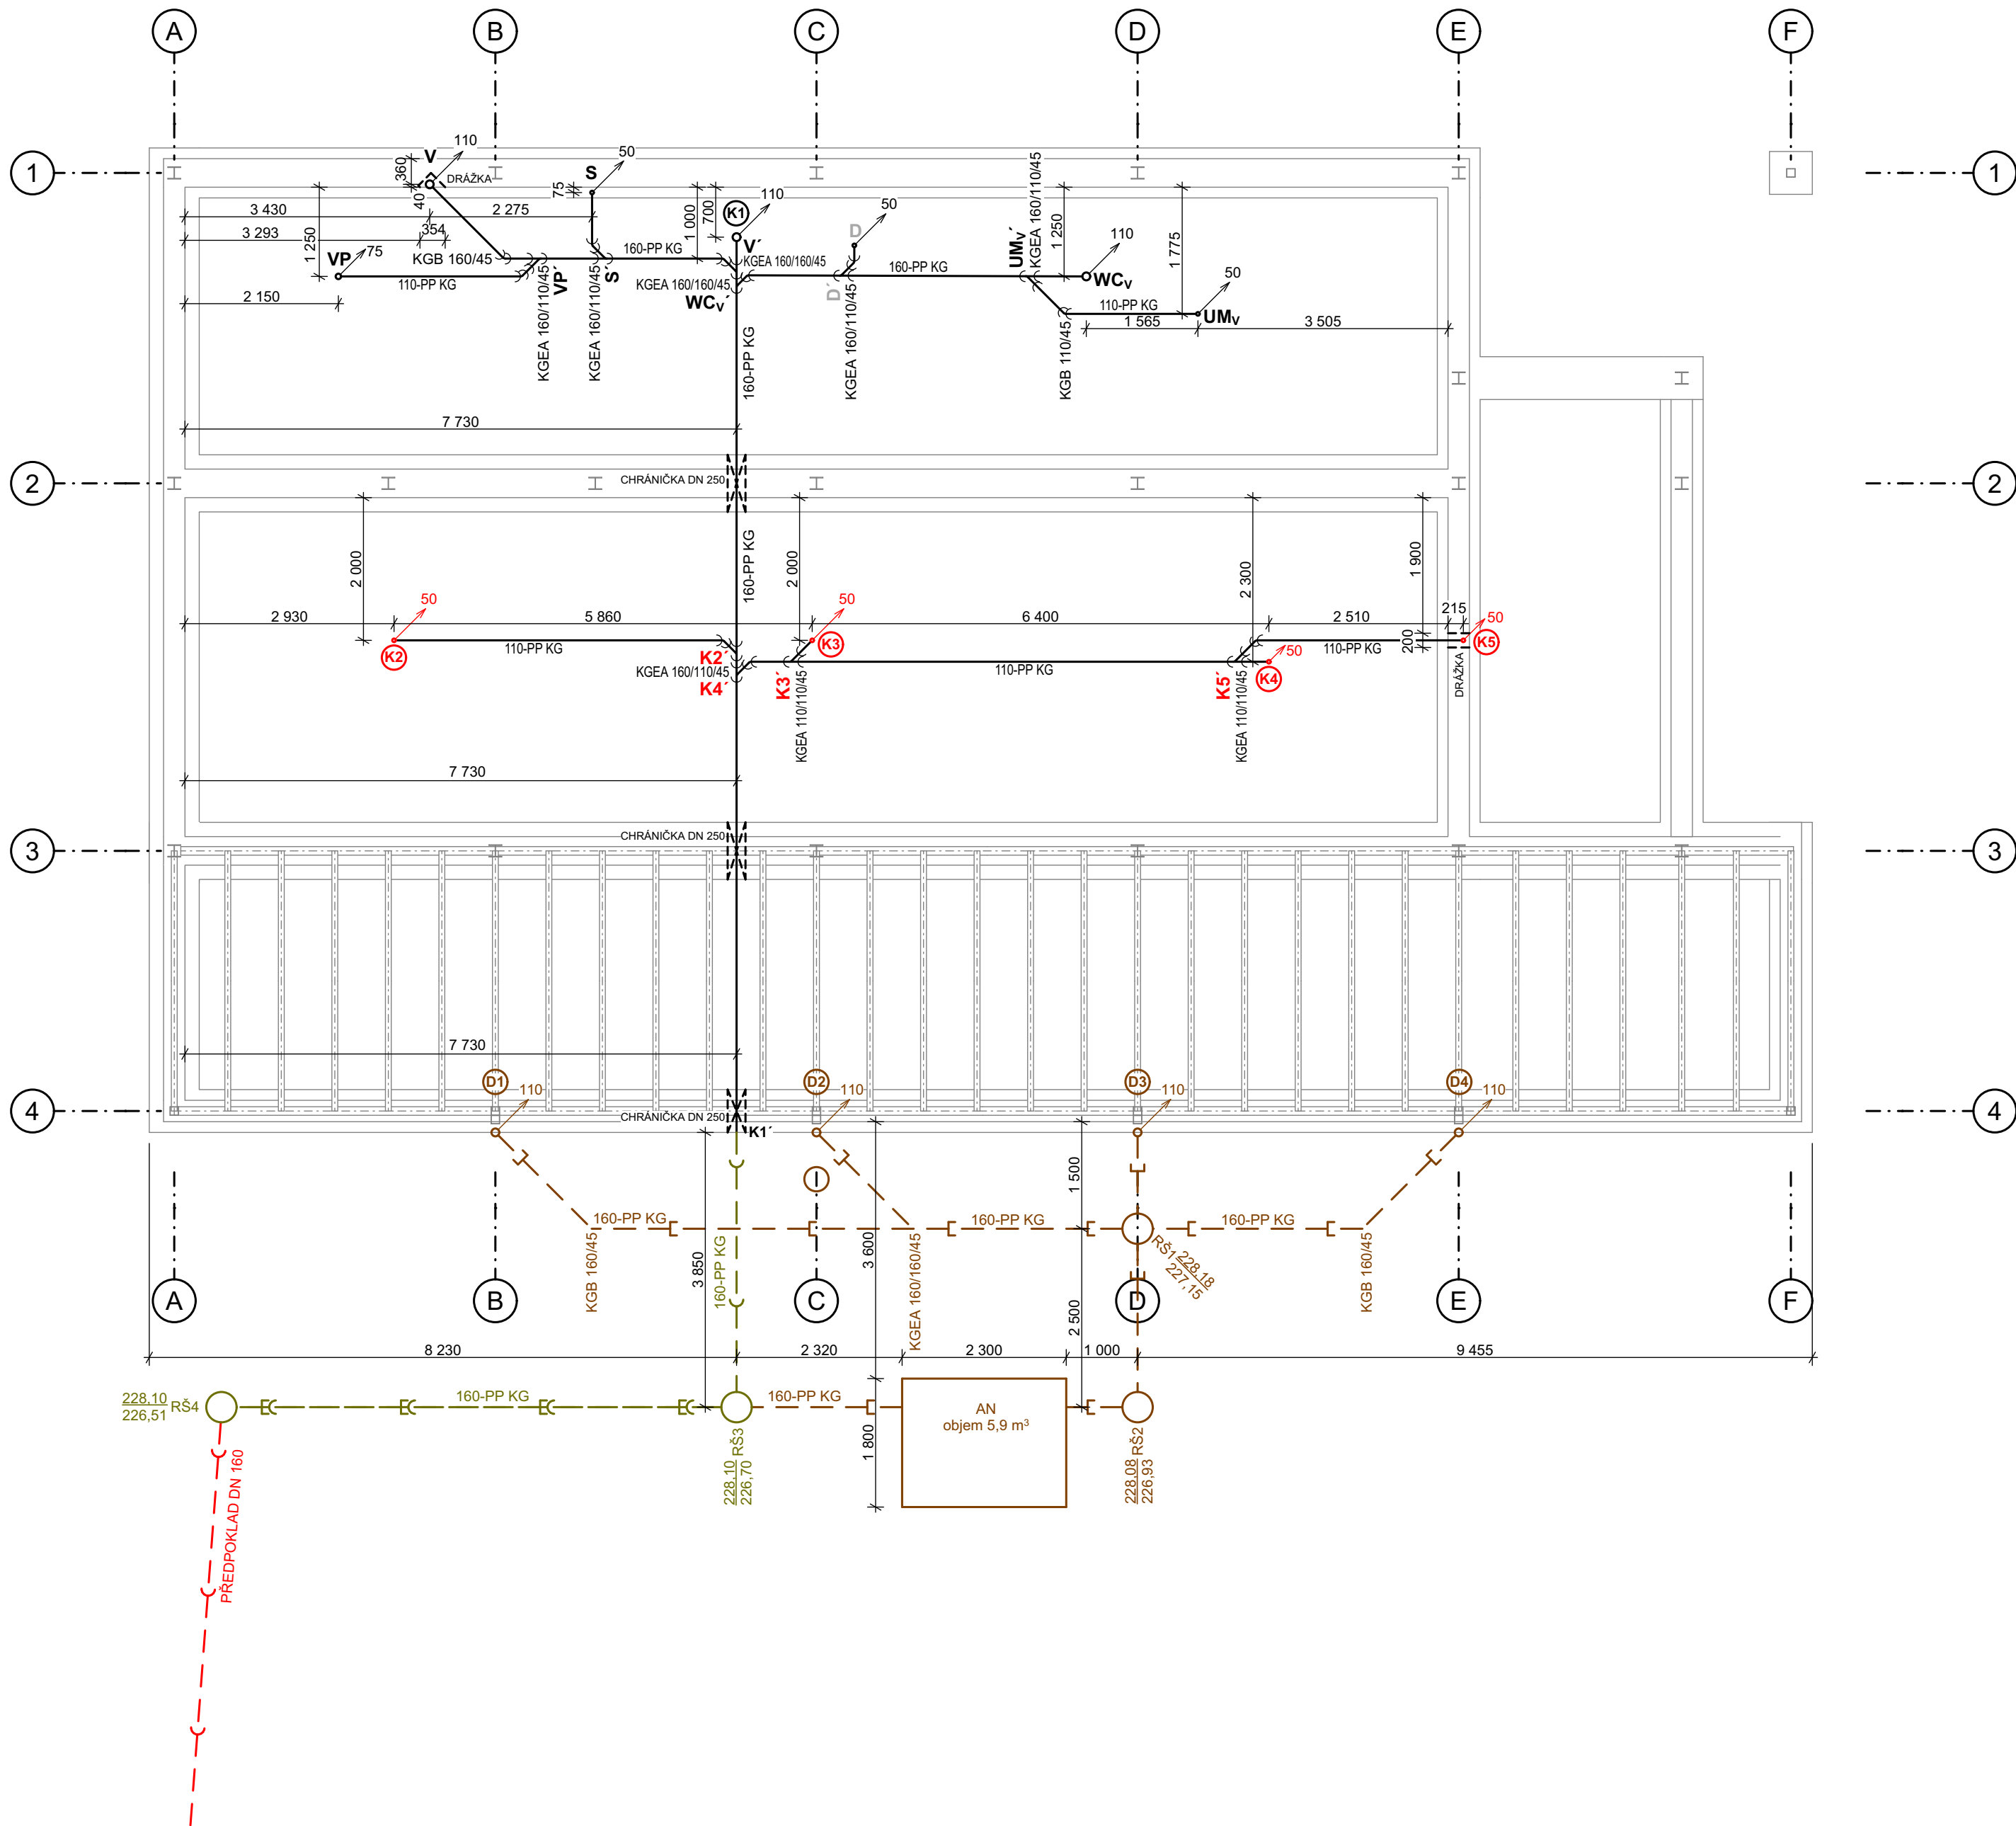 A B C D E F
1 1
V 110
DRÁŽKA
360
40
S 50
75
3 430 2 275
3 293 354
1 250
VP 75
KGB 160/45
110-PP KG
2 150
KGEA 160/110/45
VP´
KGEA 160/110/45
S´
160-PP KG
1 000
700
K1 110
V´
KGEA 160/160/45
KGEA 160/160/45
WCV´
D 50
D´
KGEA 160/110/45
160-PP KG
UMV´
KGEA 160/110/45
1 250
1 775
110
WCV
50
UMV
110-PP KG
1 565 3 505
KGB 110/45
160-PP KG
7 730
2 2
CHRÁNIČKA DN 250
160-PP KG
2 000
2 000
2 300
1 900
2 930 5 860 6 400 2 510 215
50
K2
110-PP KG
K2´
KGEA 160/110/45
K4´
50
K3
K3´
KGEA 110/110/45
110-PP KG
K5´
KGEA 110/110/45
50
K4
110-PP KG
200
50
K5
DRÁŽKA
7 730
CHRÁNIČKA DN 250
3 3
7 730
D1 110
D2 110
D3 110
D4 110
4 4
CHRÁNIČKA DN 250
K1´
1 500
3 850
3 600
2 500
160-PP KG
160-PP KG
160-PP KG
160-PP KG
KGB 160/45
KGEA 160/160/45
KGB 160/45
RŠ1
228,18
227,15
A B C D E F
8 230 2 320 2 300 1 000 9 455
228,10
226,51
RŠ4
160-PP KG
160-PP KG
AN
objem 5,9 m³
1 800
RŠ3
228,10
226,70
RŠ2
228,08
226,93
PŘEDPOKLAD DN 160